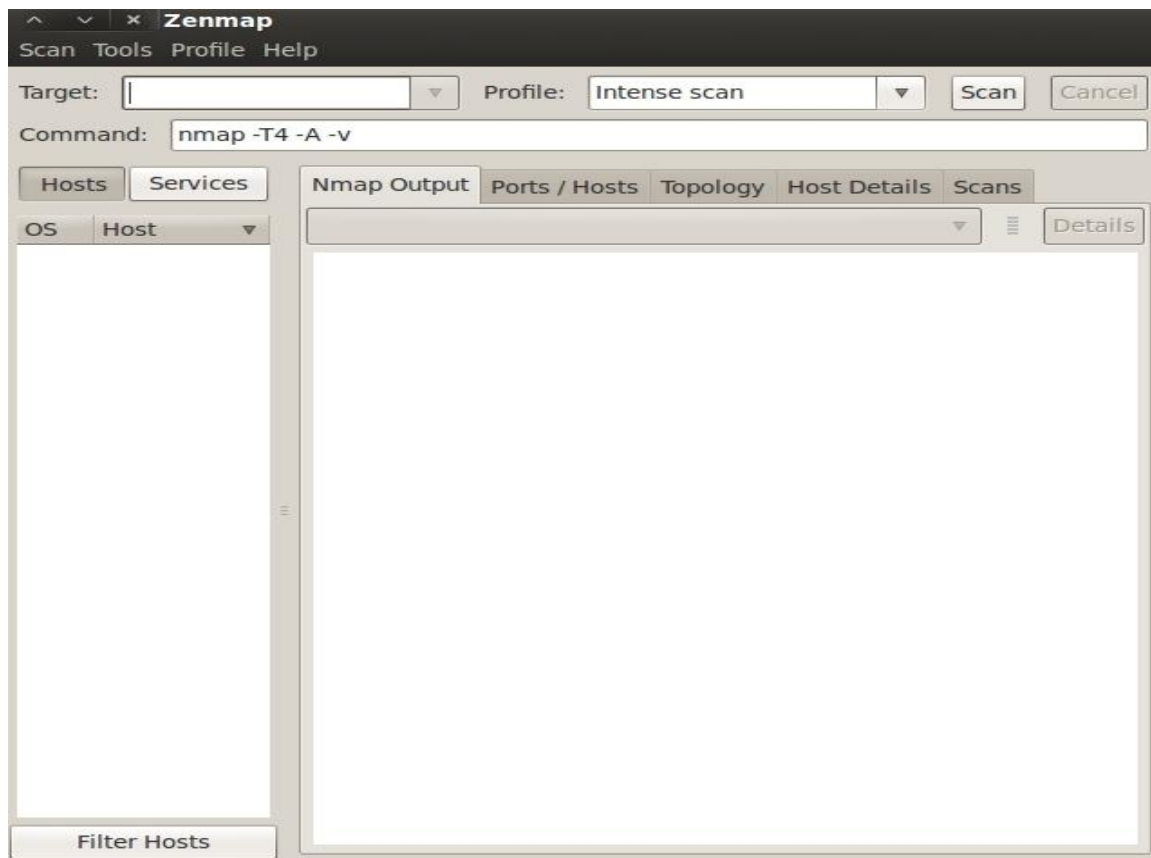 Zenmap
Scan Tools Profile Help
Target: Profile: Intense scan Scan Cancel
Command: nmap -T4 -A -v
Hosts Services Nmap Output Ports / Hosts Topology Host Details Scans
OS Host Details
Filter Hosts